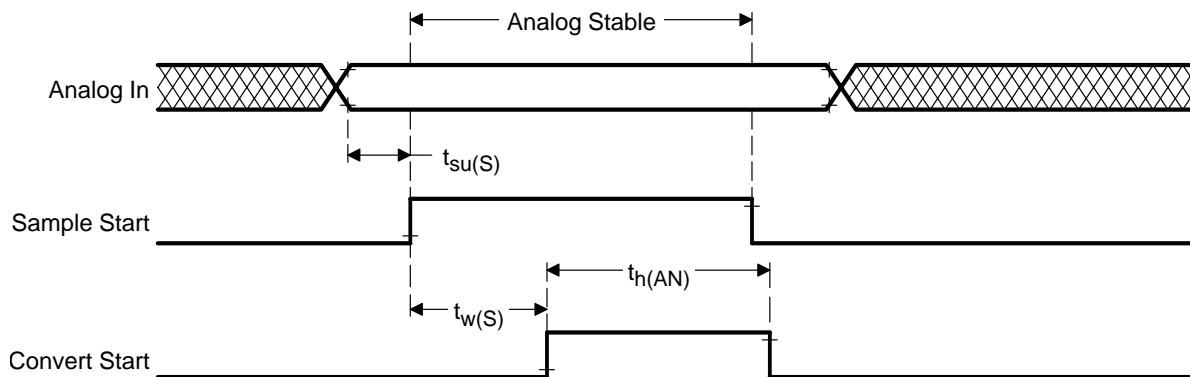 Analog Stable
Analog In
tsu(S)
Sample Start
th(AN)
tw(S)
Convert Start